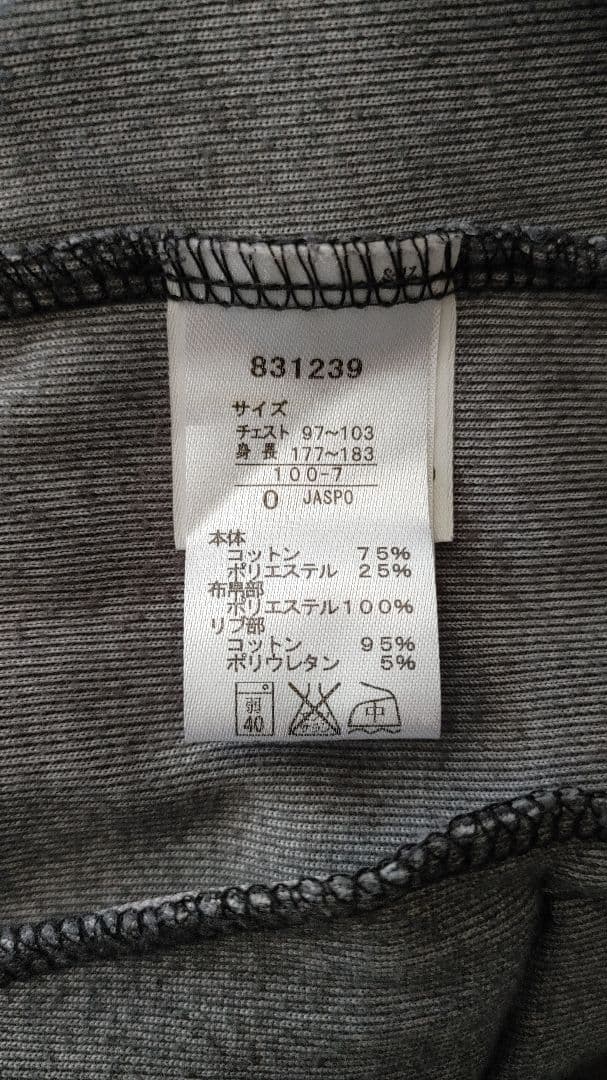 831239
サイズ
チェスト 97〜103
身長 177〜183
100-7
O JASPO
本体
コットン 75%
ポリエステル 25%
布帛部
ポリエステル100%
リブ部
コットン 95%
ポリウレタン 5%
弱 40 中